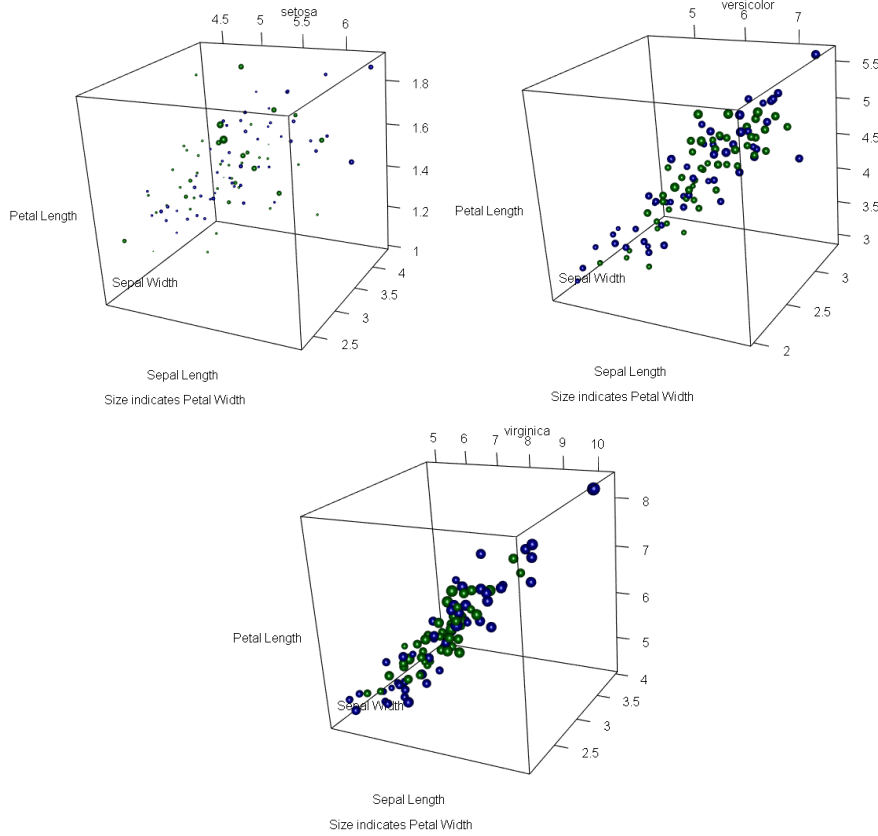 setosa
4.5 5 5.5 6
1.8
1.6
1.4
1.2
1
Petal Length
Sepal Width
4
3.5
3
2.5
Sepal Length
Size indicates Petal Width
versicolor
5 6 7
5.5
5
4.5
4
3.5
3
Petal Length
Sepal Width
3
2.5
2
Sepal Length
Size indicates Petal Width
virginica
5 6 7 8 9 10
8
7
6
5
4
Petal Length
Sepal Width
3.5
3
2.5
Sepal Length
Size indicates Petal Width